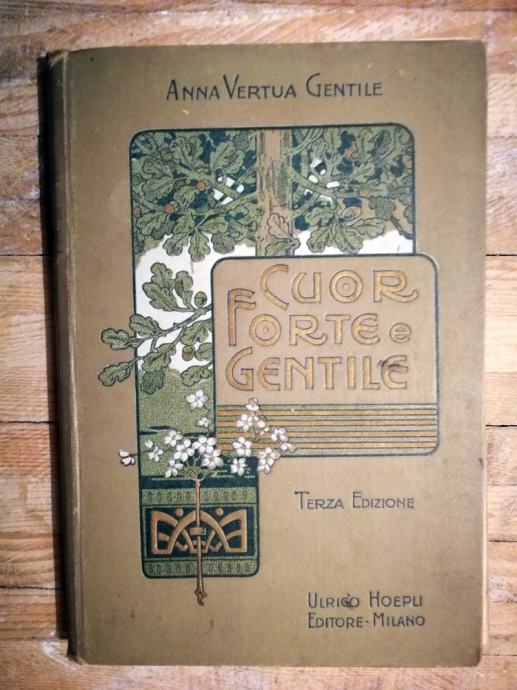 Anna Vertua Gentile
Cuor
Forte e
Gentile
Terza Edizione
Ulrico Hoepli
Editore - Milano